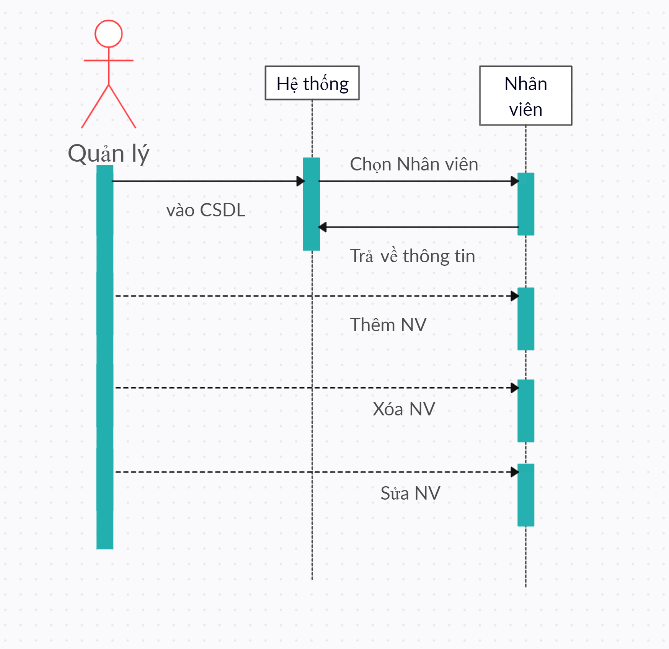 Hệ thống
Nhân
viên
Quản lý
Chọn Nhân viên
vào CSDL
Trả về thông tin
Thêm NV
Xóa NV
Sửa NV